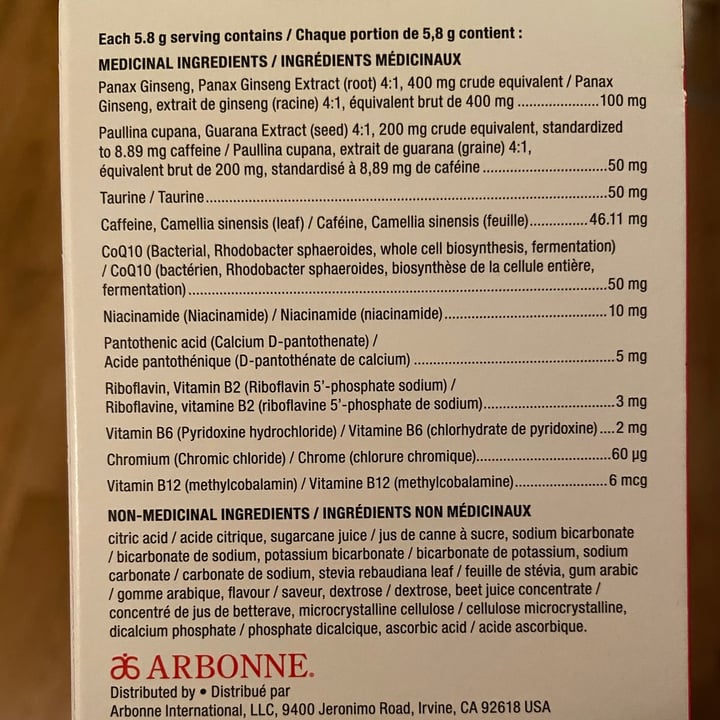 Each 5.8 g serving contains / Chaque portion de 5,8 g contient :
MEDICINAL INGREDIENTS / INGRÉDIENTS MÉDICINAUX
Panax Ginseng, Panax Ginseng Extract (root) 4:1, 400 mg crude equivalent / Panax
Ginseng, extrait de ginseng (racine) 4:1, équivalent brut de 400 mg ..................100 mg
Paullina cupana, Guarana Extract (seed) 4:1, 200 mg crude equivalent, standardized
to 8.89 mg caffeine / Paullina cupana, extrait de guarana (graine) 4:1,
équivalent brut de 200 mg, standardisé à 8,89 mg de caféine ...........................50 mg
Taurine / Taurine....................................................................................50 mg
Caffeine, Camellia sinensis (leaf) / Caféine, Camellia sinensis (feuille).............46.11 mg
CoQ10 (Bacterial, Rhodobacter sphaeroides, whole cell biosynthesis, fermentation)
/ CoQ10 (bactérien, Rhodobacter sphaeroides, biosynthèse de la cellule entière,
fermentation)........................................................................................50 mg
Niacinamide (Niacinamide) / Niacinamide (niacinamide)...................................10 mg
Pantothenic acid (Calcium D-pantothenate) /
Acide pantothénique (D-pantothénate de calcium) ..........................................5 mg
Riboflavin, Vitamin B2 (Riboflavin 5'-phosphate sodium) /
Riboflavine, vitamine B2 (riboflavine 5'-phosphate de sodium)...........................3 mg
Vitamin B6 (Pyridoxine hydrochloride) / Vitamine B6 (chlorhydrate de pyridoxine) ....2 mg
Chromium (Chromic chloride) / Chrome (chlorure chromique).............................60 µg
Vitamin B12 (methylcobalamin) / Vitamine B12 (methylcobalamine).....................6 mcg
NON-MEDICINAL INGREDIENTS / INGRÉDIENTS NON MÉDICINAUX
citric acid / acide citrique, sugarcane juice / jus de canne à sucre, sodium bicarbonate
/ bicarbonate de sodium, potassium bicarbonate / bicarbonate de potassium, sodium
carbonate / carbonate de sodium, stevia rebaudiana leaf / feuille de stévia, gum arabic
/ gomme arabique, flavour / saveur, dextrose / dextrose, beet juice concentrate /
concentré de jus de betterave, microcrystalline cellulose / cellulose microcrystalline,
dicalcium phosphate / phosphate dicalcique, ascorbic acid / acide ascorbique.
ARBONNE.
Distributed by • Distribué par
Arbonne International, LLC, 9400 Jeronimo Road, Irvine, CA 92618 USA